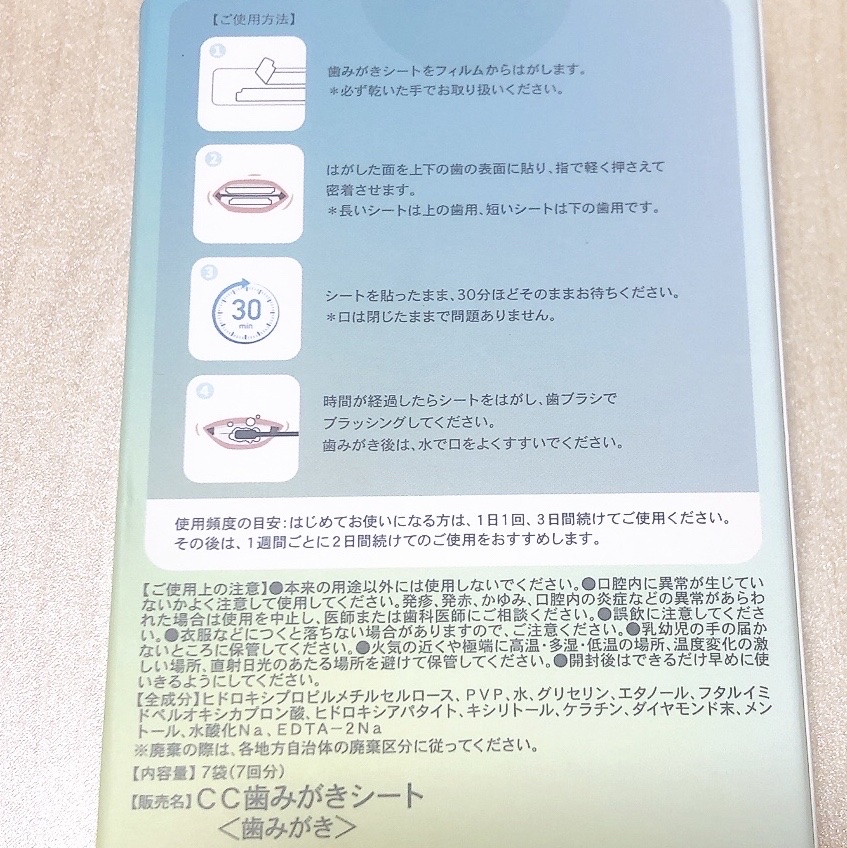 【ご使用方法】
1
歯みがきシートをフィルムからはがします。
＊必ず乾いた手でお取り扱いください。
2
はがした面を上下の歯の表面に貼り、指で軽く押さえて
密着させます。
＊長いシートは上の歯用、短いシートは下の歯用です。
3
30
min
シートを貼ったまま、30分ほどそのままお待ちください。
＊口は閉じたままで問題ありません。
4
時間が経過したらシートをはがし、歯ブラシで
ブラッシングしてください。
歯みがき後は、水で口をよくすすいでください。
使用頻度の目安:はじめてお使いになる方は、1日1回、3日間続けてご使用ください。
その後は、1週間ごとに2日間続けてのご使用をおすすめします。
【ご使用上の注意】●本来の用途以外には使用しないでください。●口腔内に異常が生じてい
ないかよく注意して使用してください。発疹、発赤、かゆみ、口腔内の炎症などの異常があらわ
れた場合は使用を中止し、医師または歯科医師にご相談ください。●誤飲に注意してくださ
い。●衣服などにつくと落ちない場合がありますので、ご注意ください。●乳幼児の手の届か
ないところに保管してください。●火気の近くや極端に高温・多湿・低温の場所、温度変化の激
しい場所、直射日光のあたる場所を避けて保管してください。●開封後はできるだけ早めに使
いきるようにしてください。
【全成分】ヒドロキシプロピルメチルセルロース、PVP、水、グリセリン、エタノール、フタルイミ
ドペルオキシカプロン酸、ヒドロキシアパタイト、キシリトール、ケラチン、ダイヤモンド末、メン
トール、水酸化Na、EDTA－2Na
※廃棄の際は、各地方自治体の廃棄区分に従ってください。
【内容量】7袋(7回分)
【販売名】CC歯みがきシート
＜歯みがき＞